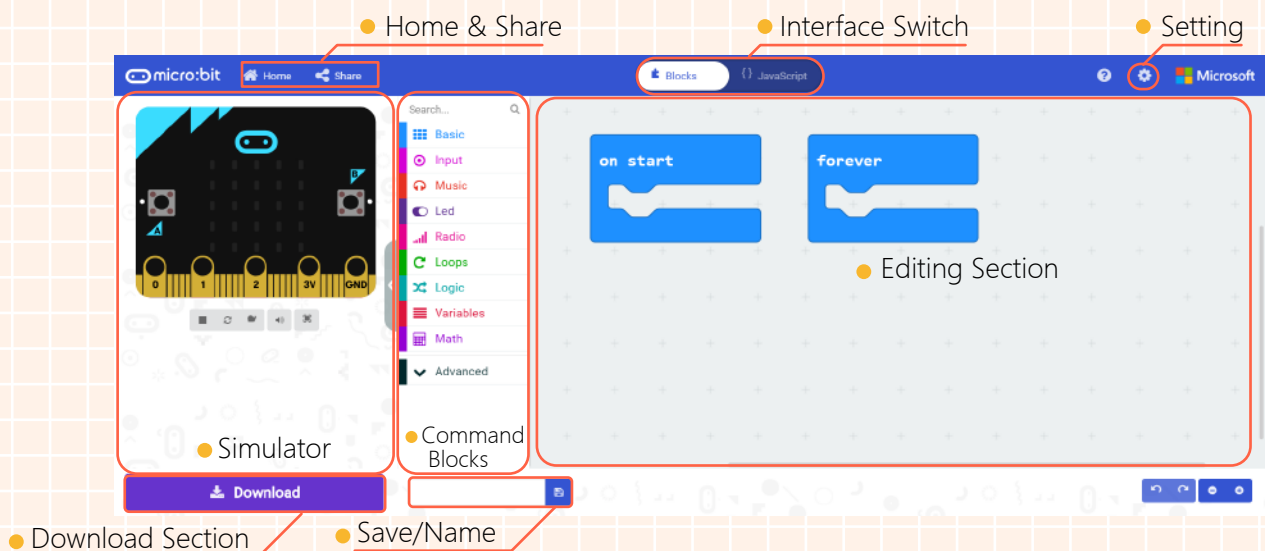 Home & Share
Interface Switch
Setting
micro:bit Home Share Blocks {} JavaScript ? Microsoft
Search...
Basic
Input
Music
Led
Radio
Loops
Logic
Variables
Math
Advanced
B
A
0 1 2 3V GND
on start
forever
Editing Section
Simulator
Command
Blocks
Download
Download Section
Save/Name